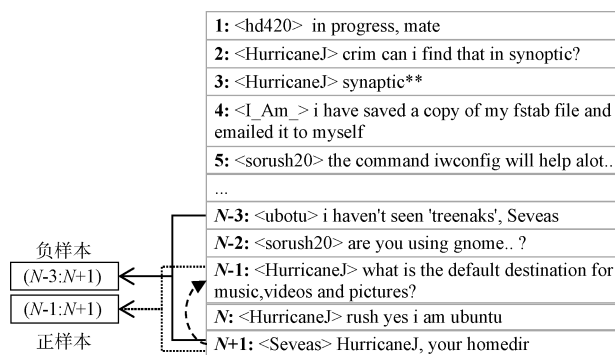 1: <hd420> in progress, mate
2: <HurricaneJ> crim can i find that in synoptic?
3: <HurricaneJ> synaptic**
4: <I_Am_> i have saved a copy of my fstab file and
emailed it to myself
5: <sorush20> the command iwconfig will help alot..
...
N-3: <ubotu> i haven't seen 'treenaks', Seveas
N-2: <sorush20> are you using gnome.. ?
N-1: <HurricaneJ> what is the default destination for
music,videos and pictures?
N: <HurricaneJ> rush yes i am ubuntu
N+1: <Seveas> HurricaneJ, your homedir
负样本
(N-3:N+1)
(N-1:N+1)
正样本